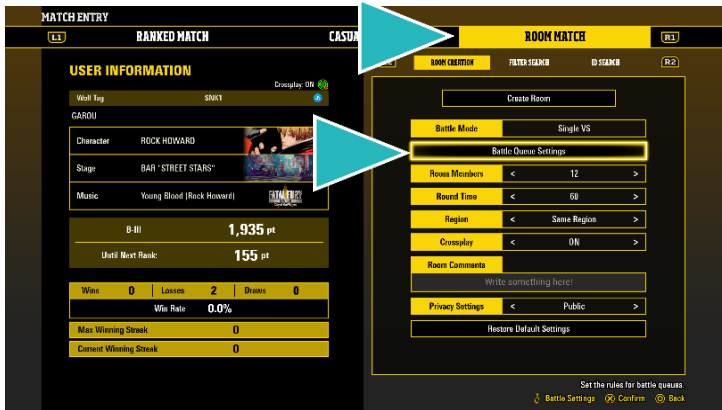 MATCH ENTRY
L1 RANKED MATCH CASUA ROOM MATCH R1
ROOM CREATION FILTER SEARCH ID SEARCH R2
USER INFORMATION
Crossplay: ON
Wolf Tag SNK1
GAROU
Character ROCK HOWARD
Stage BAR "STREET STARS"
Music Young Blood (Rock Howard)
FATAL FURY
B-III 1,935 pt
Until Next Rank: 155 pt
Wins 0 Losses 2 Draws 0
Win Rate 0.0%
Max Winning Streak 0
Current Winning Streak 0
Create Room
Battle Mode Single VS
Battle Queue Settings
Room Members < 12 >
Round Time < 60 >
Region < Same Region >
Crossplay < ON >
Room Comments
Write something here!
Privacy Settings < Public >
Restore Default Settings
Set the rules for battle queues.
Battle Settings Confirm Back